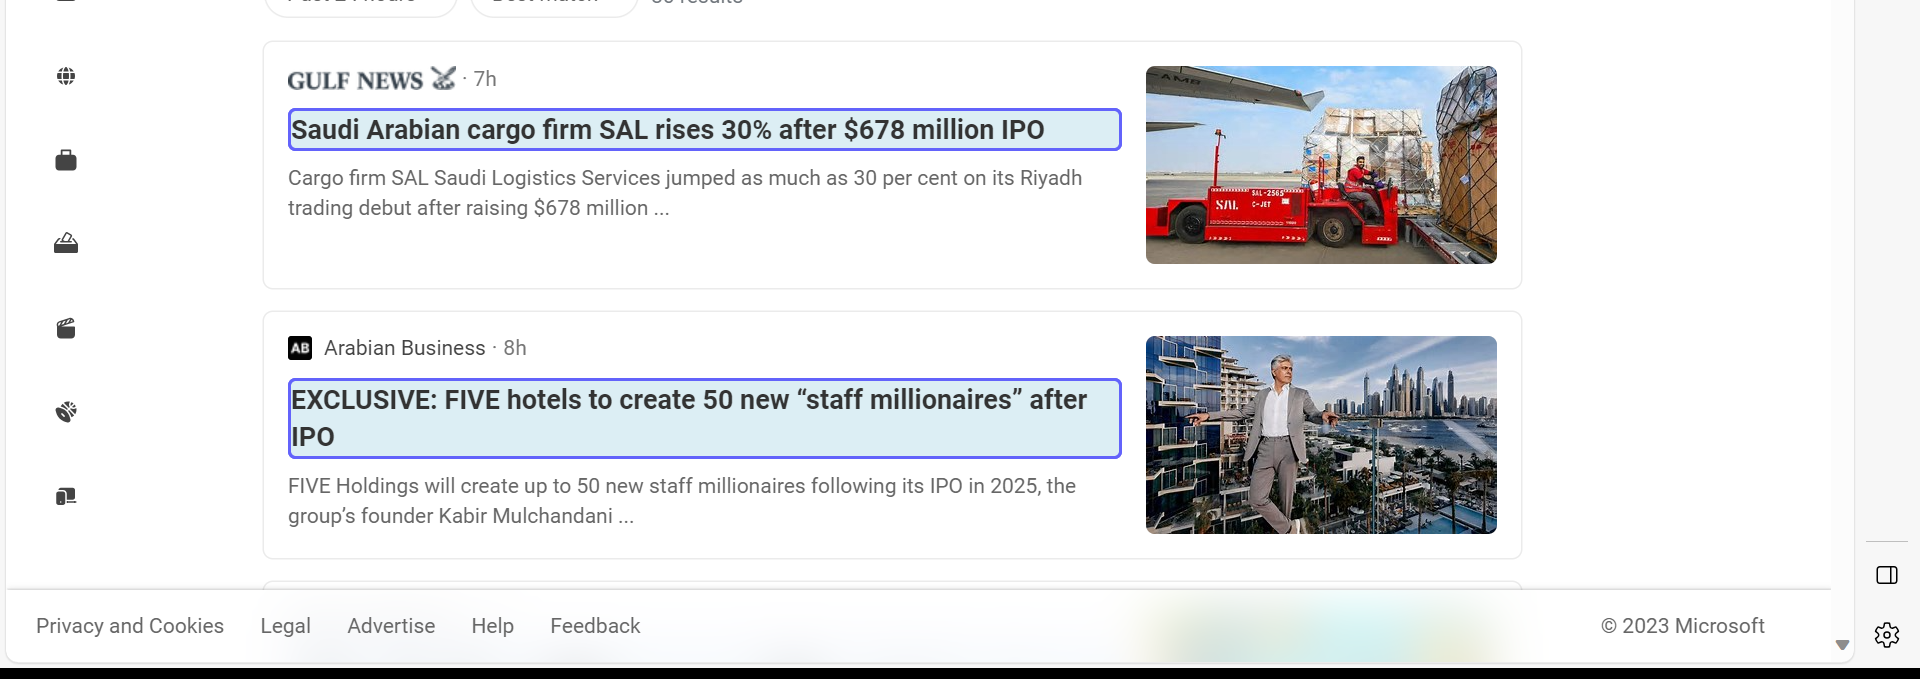 GULF NEWS · 7h
Saudi Arabian cargo firm SAL rises 30% after $678 million IPO
Cargo firm SAL Saudi Logistics Services jumped as much as 30 per cent on its Riyadh
trading debut after raising $678 million ...
SAL
SAL-2565
C-JET
AB Arabian Business · 8h
EXCLUSIVE: FIVE hotels to create 50 new “staff millionaires” after
IPO
FIVE Holdings will create up to 50 new staff millionaires following its IPO in 2025, the
group’s founder Kabir Mulchandani ...
Privacy and Cookies Legal Advertise Help Feedback © 2023 Microsoft